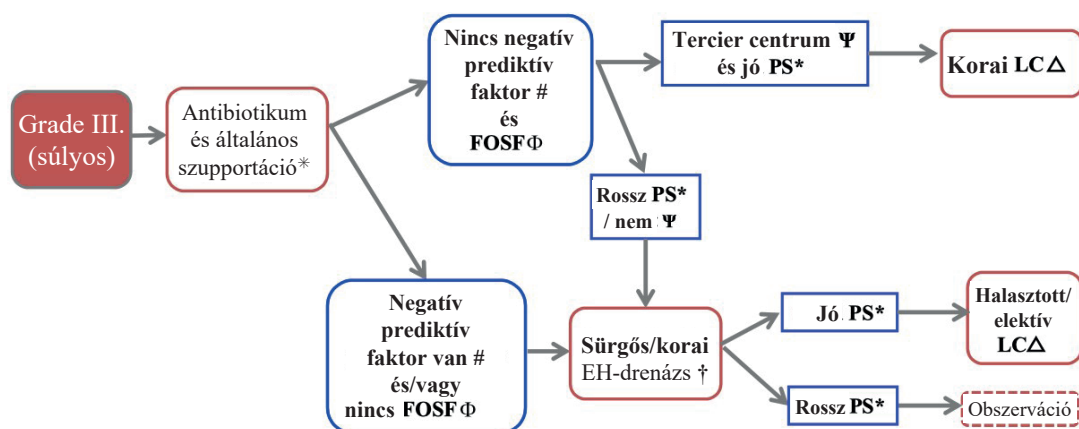 Grade III.
(súlyos)
Antibiotikum
és általános
szupportáció*
Nincs negatív
prediktív
faktor #
és
FOSFΦ
Tercier centrum Ψ
és jó PS*
Korai LC△
Rossz PS*
/ nem Ψ
Negatív
prediktív
faktor van #
és/vagy
nincs FOSFΦ
Sürgős/korai
EH-drenázs †
Jó PS*
Halasztott/
elektív
LC△
Rossz PS*
Obszerváció